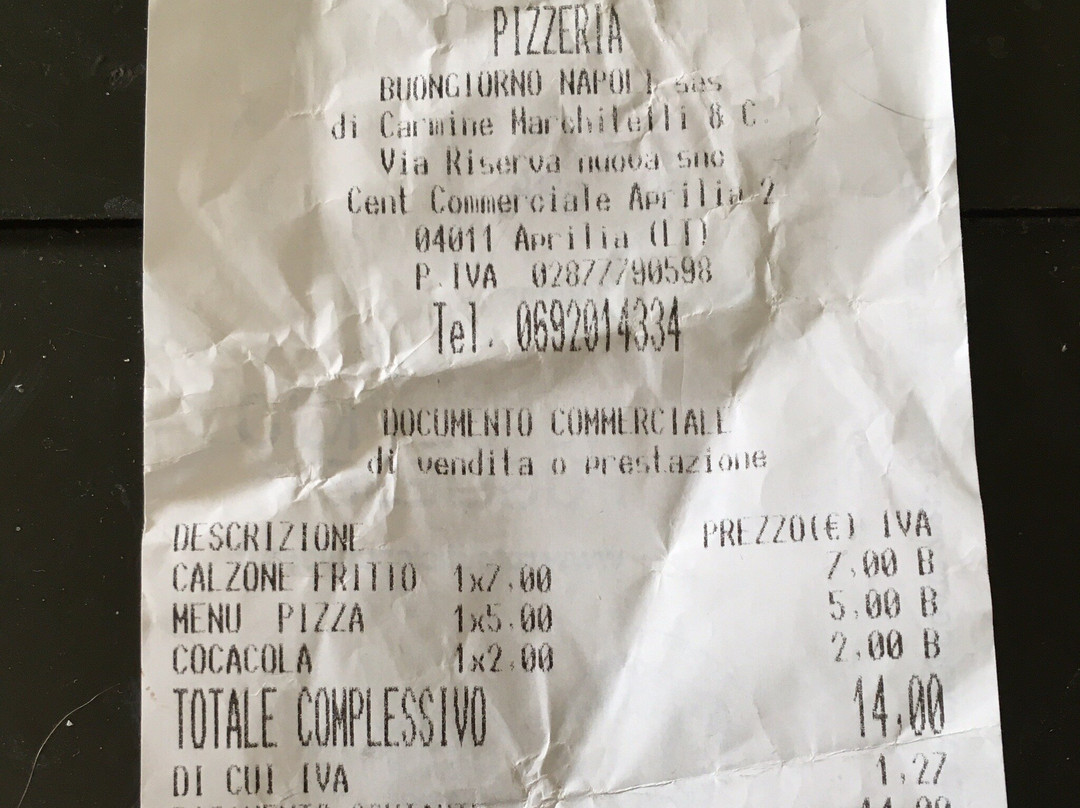 PIZZERIA
BUONGIORNO NAPOLI sas
di Carmine Marchitelli & C.
Via Riserva nuova snc
Cent Commerciale Aprilia 2
04011 Aprilia (LT)
P.IVA 02877790598
Tel. 0692014334
DOCUMENTO COMMERCIALE
di vendita o prestazione
DESCRIZIONE PREZZO(€) IVA
CALZONE FRITTO 1x7,00 7,00 B
MENU PIZZA 1x5,00 5,00 B
COCACOLA 1x2,00 2,00 B
TOTALE COMPLESSIVO 14,00
DI CUI IVA 1,27